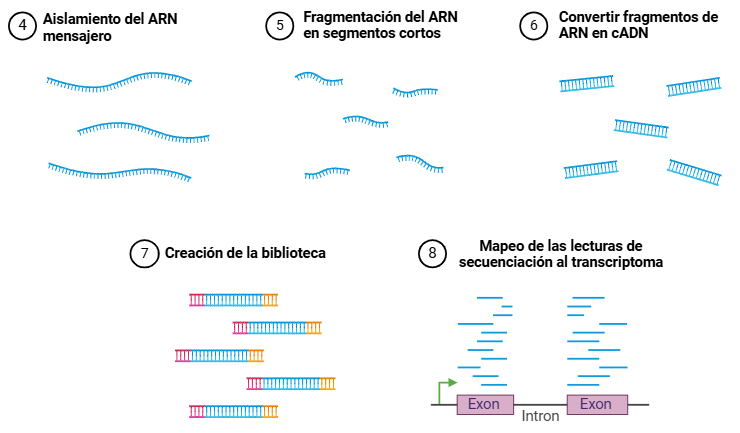 4 Aislamiento del ARN
mensajero
5 Fragmentación del ARN
en segmentos cortos
6 Convertir fragmentos de
ARN en cADN
7 Creación de la biblioteca
8 Mapeo de las lecturas de
secuenciación al transcriptoma
Exon
Intron
Exon